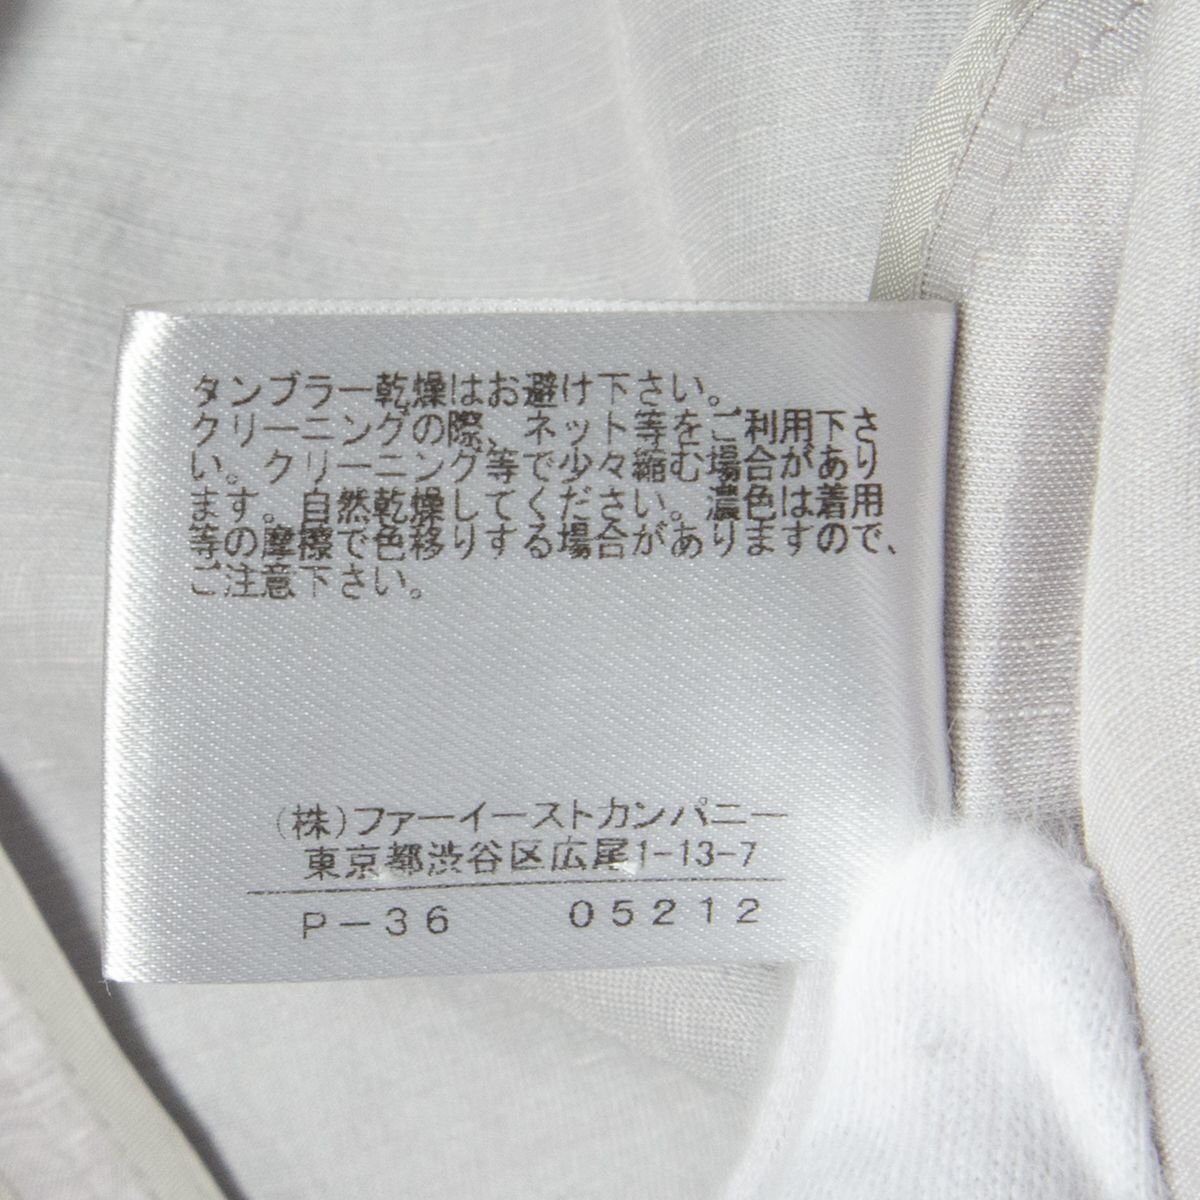 タンブラー乾燥はお避け下さい。
クリーニングの際、ネット等をご利用下さ
い。クリーニング等で少々縮む場合があり
ます。自然乾燥してください。濃色は着用
等の摩擦で色移りする場合がありますので、
ご注意下さい。
(株)ファーイーストカンパニー
東京都渋谷区広尾1-13-7
P-36 05212